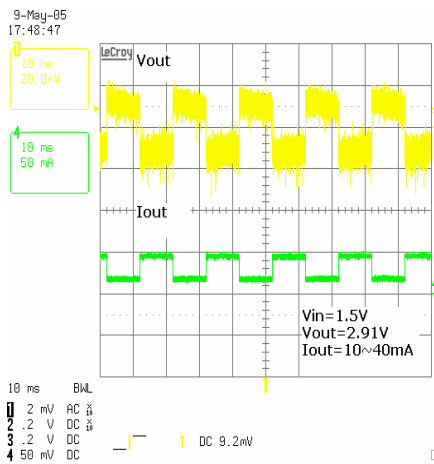 9-May-05
17:48:47
1
10 ms
20.0mV
LeCroy
Vout
4
10 ms
50 mA
Iout
Vin=1.5V
Vout=2.91V
Iout=10~40mA
10 ms BWL
1 2 mV AC X10
2 .2 V DC X10
3 .2 V DC
4 50 mV DC
1 DC 9.2mV